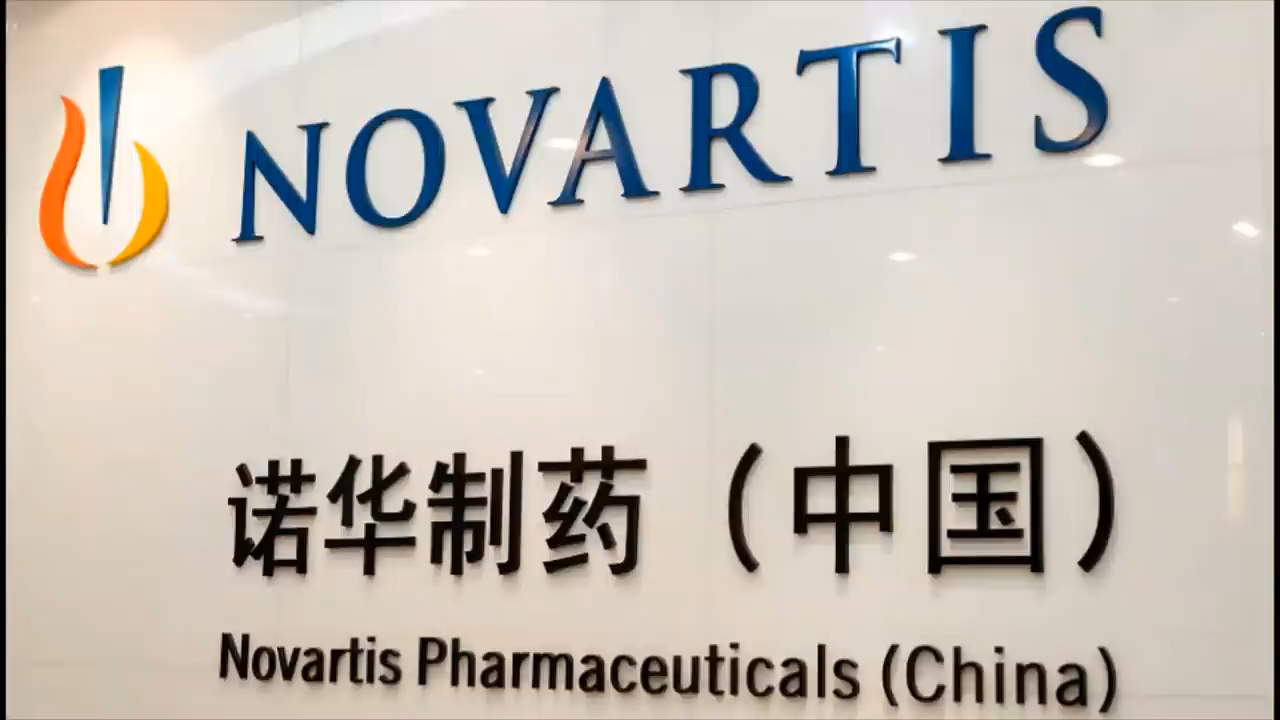 NOVARTIS
诺华制药（中国）
Novartis Pharmaceuticals (China)